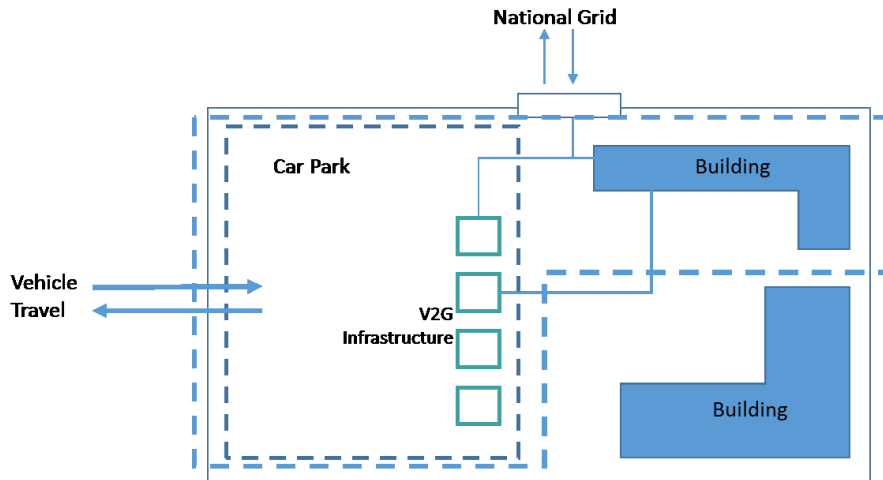 National Grid
Car Park
Building
Vehicle
Travel
V2G
Infrastructure
Building